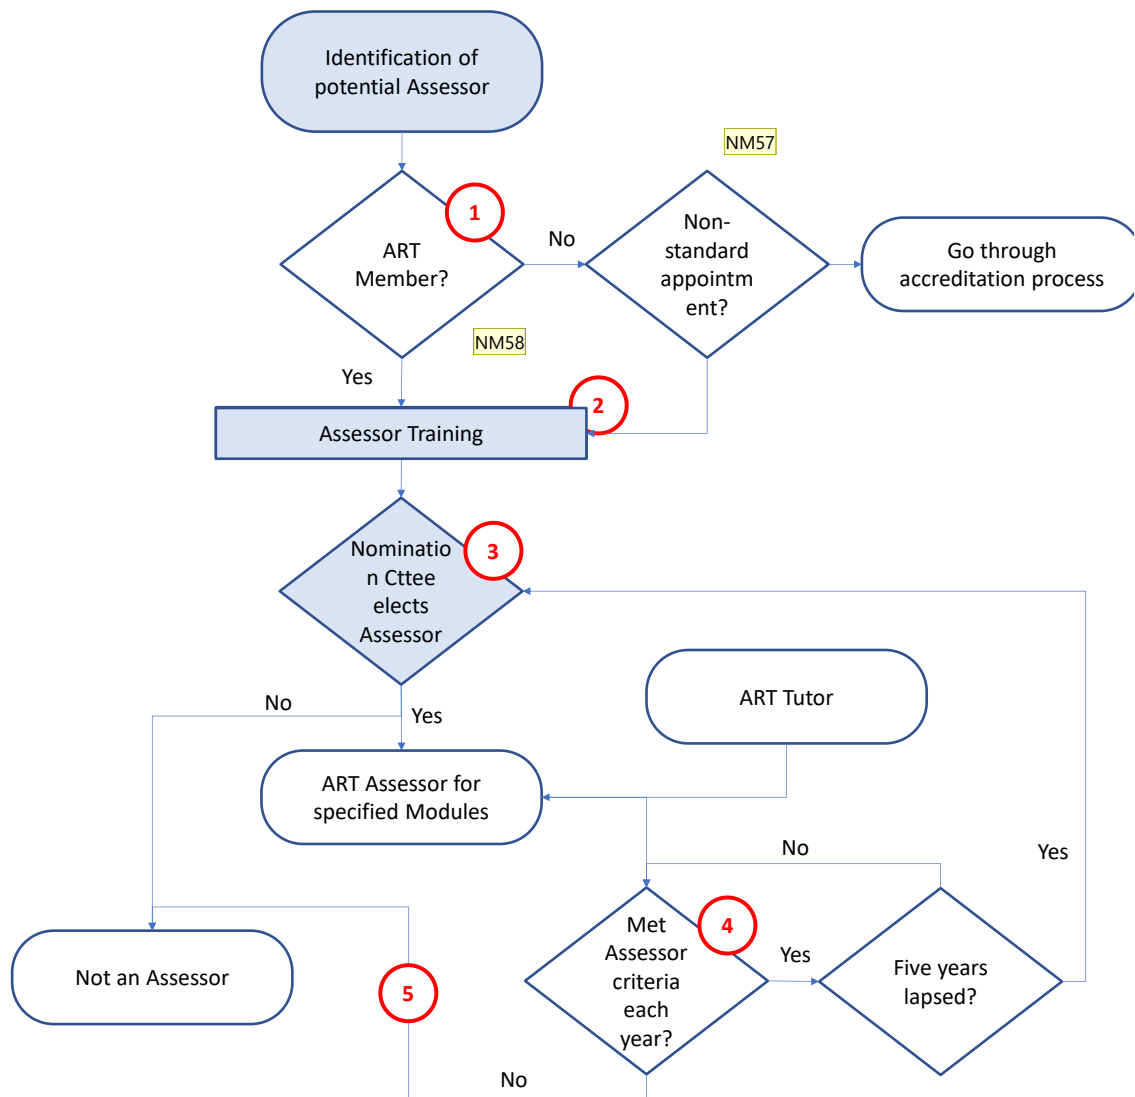 Identification of
potential Assessor
NM57
1
ART
Member?
No
Non-
standard
appointm
ent?
Go through
accreditation process
NM58
Yes
2
Assessor Training
3
Nominatio
n Cttee
elects
Assessor
No
Yes
ART Tutor
ART Assessor for
specified Modules
No
Yes
4
Met
Assessor
criteria
each
year?
Yes
Five years
lapsed?
Not an Assessor
5
No